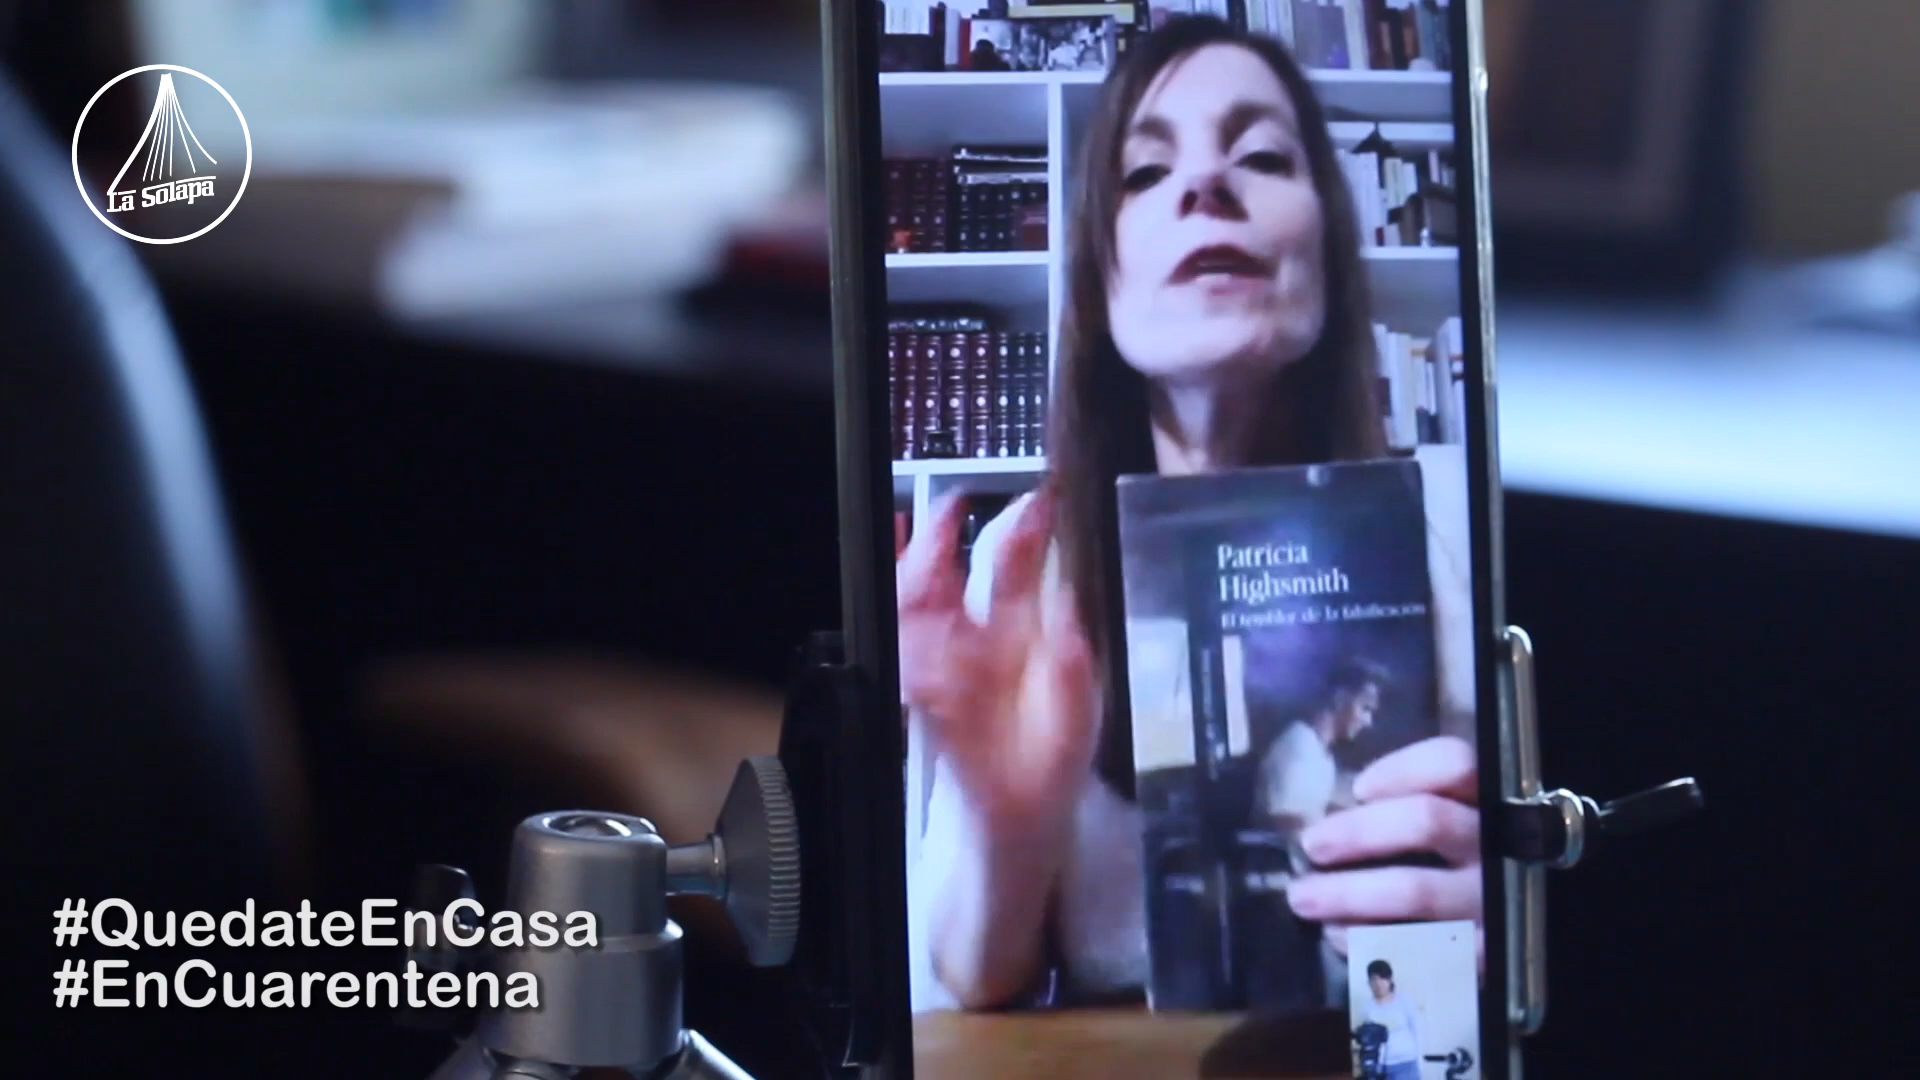 La Solapa
Patricia
Highsmith
El temblor de la falsificación
#QuedateEnCasa
#EnCuarentena